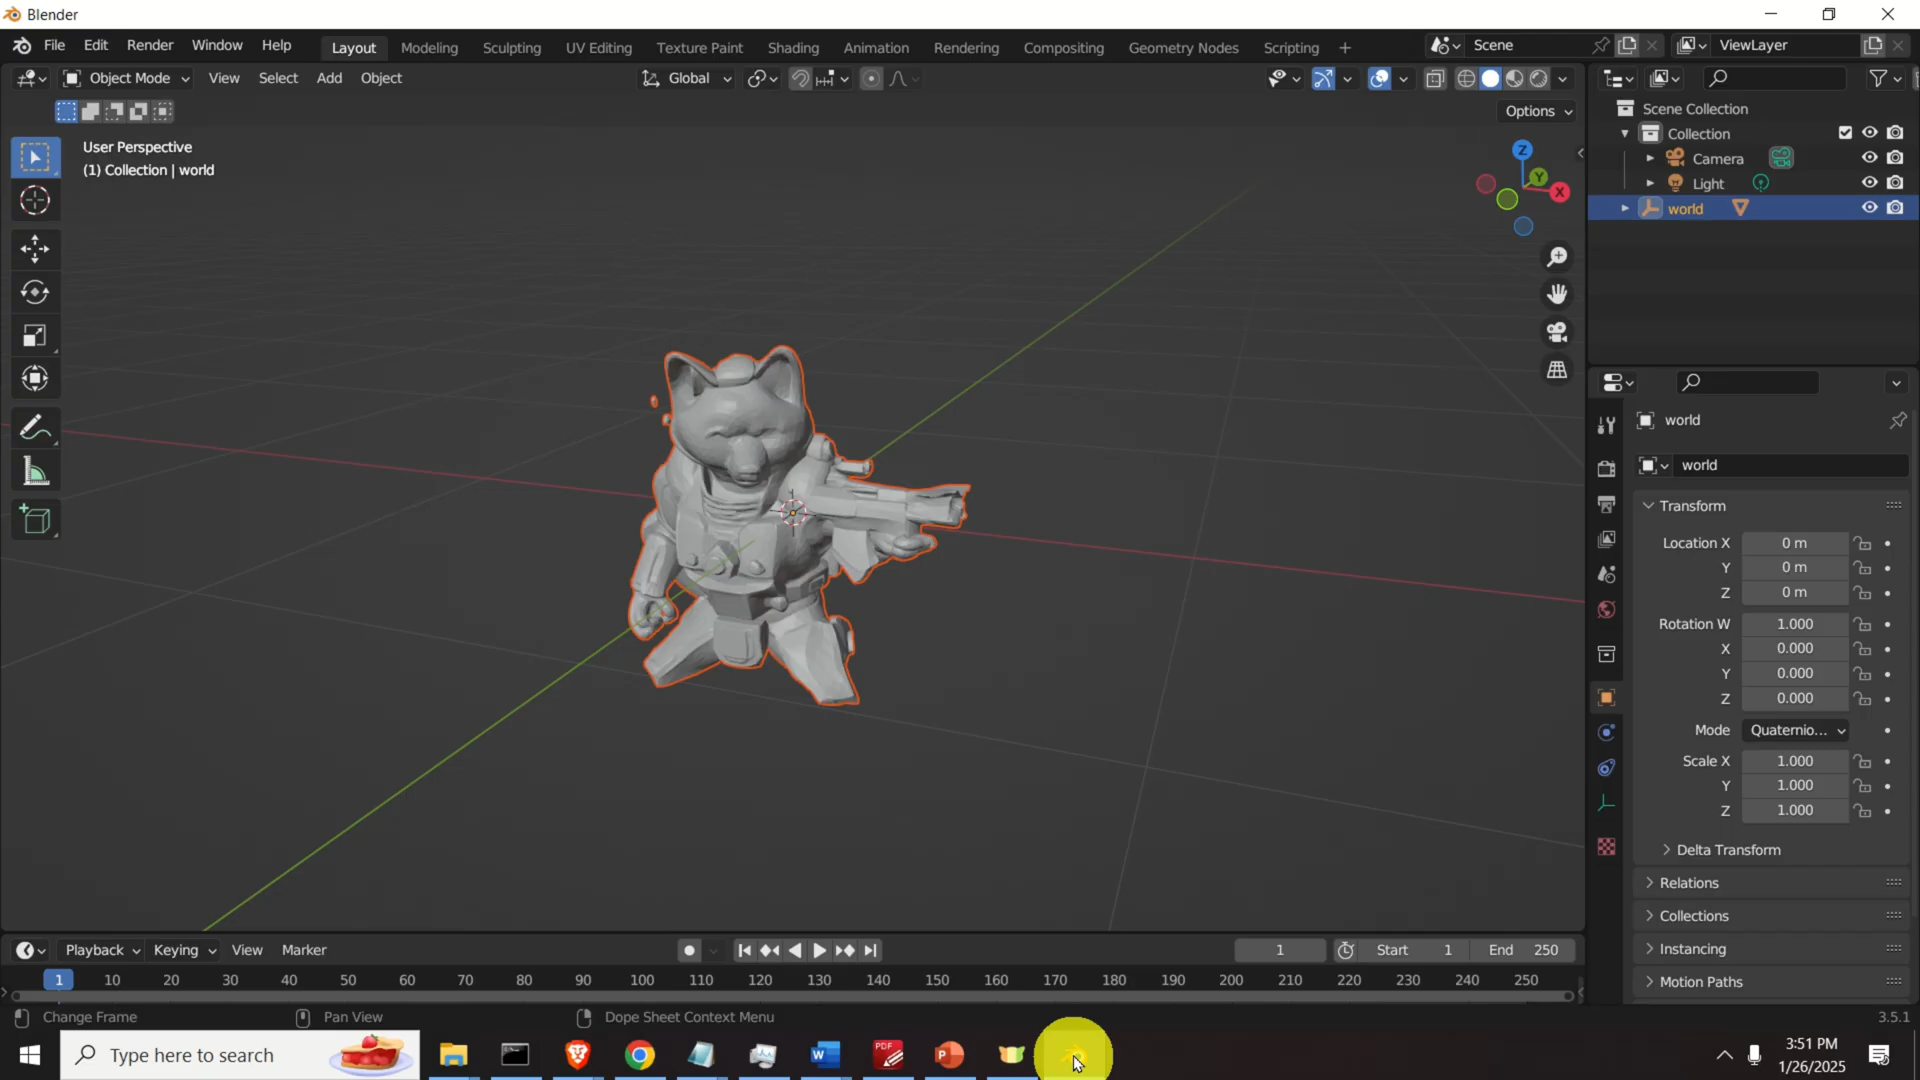 Blender
File Edit Render Window Help Layout Modeling Sculpting UV Editing Texture Paint Shading Animation Rendering Compositing Geometry Nodes Scripting + Scene ViewLayer
Object Mode View Select Add Object Global
Options
User Perspective
(1) Collection | world
Z
Y
X
Scene Collection
Collection
Camera
Light
world
world
world
Transform
Location X 0 m
Y 0 m
Z 0 m
Rotation W 1.000
X 0.000
Y 0.000
Z 0.000
Mode Quaternio...
Scale X 1.000
Y 1.000
Z 1.000
Delta Transform
Relations
Collections
Instancing
Motion Paths
Playback Keying View Marker 1 Start 1 End 250
1 10 20 30 40 50 60 70 80 90 100 110 120 130 140 150 160 170 180 190 200 210 220 230 240 250
Change Frame Pan View Dope Sheet Context Menu 3.5.1
Type here to search
W
PDF
P
3:51 PM
1/26/2025